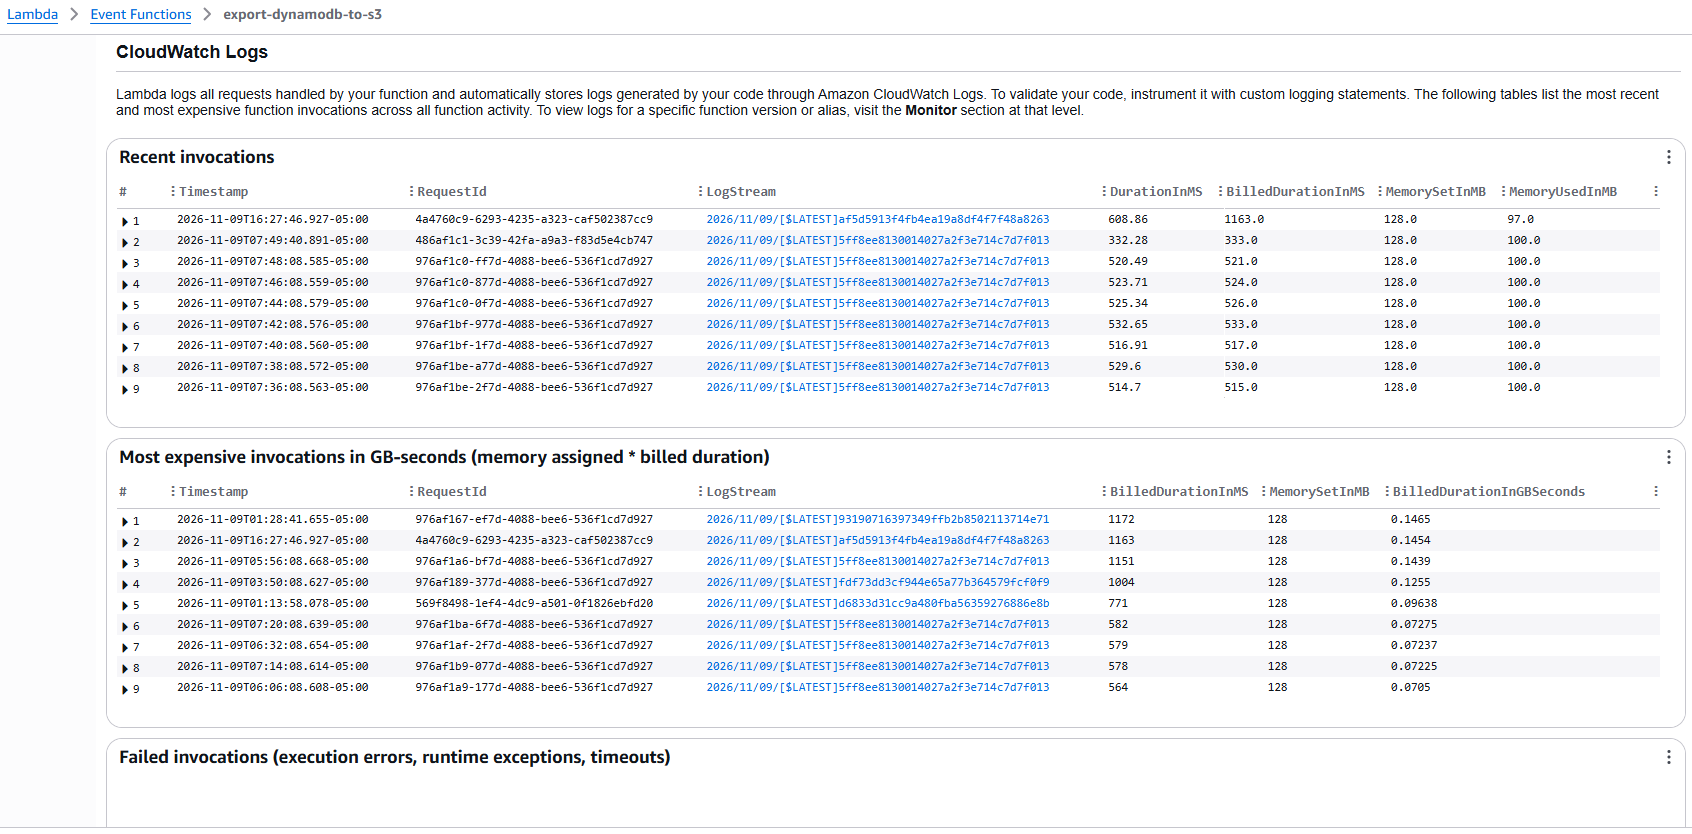 Lambda > Event Functions > export-dynamodb-to-s3
CloudWatch Logs
Lambda logs all requests handled by your function and automatically stores logs generated by your code through Amazon CloudWatch Logs. To validate your code, instrument it with custom logging statements. The following tables list the most recent
and most expensive function invocations across all function activity. To view logs for a specific function version or alias, visit the Monitor section at that level.
Recent invocations
# Timestamp RequestId LogStream DurationInMS BilledDurationInMS MemorySetInMB MemoryUsedInMB
1 2026-11-09T16:27:46.927-05:00 4a4760c9-6293-4235-a323-caf502387cc9 2026/11/09/[$LATEST]af5d5913f4fb4ea19a8df4f7f48a8263 608.86 1163.0 128.0 97.0
2 2026-11-09T07:49:40.891-05:00 486af1c1-3c39-42fa-a9a3-f83d5e4cb747 2026/11/09/[$LATEST]5ff8ee8130014027a2f3e714c7d7f013 332.28 333.0 128.0 100.0
3 2026-11-09T07:48:08.585-05:00 976af1c0-ff7d-4088-bee6-536f1cd7d927 2026/11/09/[$LATEST]5ff8ee8130014027a2f3e714c7d7f013 520.49 521.0 128.0 100.0
4 2026-11-09T07:46:08.559-05:00 976af1c0-877d-4088-bee6-536f1cd7d927 2026/11/09/[$LATEST]5ff8ee8130014027a2f3e714c7d7f013 523.71 524.0 128.0 100.0
5 2026-11-09T07:44:08.579-05:00 976af1c0-0f7d-4088-bee6-536f1cd7d927 2026/11/09/[$LATEST]5ff8ee8130014027a2f3e714c7d7f013 525.34 526.0 128.0 100.0
6 2026-11-09T07:42:08.576-05:00 976af1bf-977d-4088-bee6-536f1cd7d927 2026/11/09/[$LATEST]5ff8ee8130014027a2f3e714c7d7f013 532.65 533.0 128.0 100.0
7 2026-11-09T07:40:08.560-05:00 976af1bf-1f7d-4088-bee6-536f1cd7d927 2026/11/09/[$LATEST]5ff8ee8130014027a2f3e714c7d7f013 516.91 517.0 128.0 100.0
8 2026-11-09T07:38:08.572-05:00 976af1be-a77d-4088-bee6-536f1cd7d927 2026/11/09/[$LATEST]5ff8ee8130014027a2f3e714c7d7f013 529.6 530.0 128.0 100.0
9 2026-11-09T07:36:08.563-05:00 976af1be-2f7d-4088-bee6-536f1cd7d927 2026/11/09/[$LATEST]5ff8ee8130014027a2f3e714c7d7f013 514.7 515.0 128.0 100.0
Most expensive invocations in GB-seconds (memory assigned * billed duration)
# Timestamp RequestId LogStream BilledDurationInMS MemorySetInMB BilledDurationInGBSeconds
1 2026-11-09T01:28:41.655-05:00 976af167-ef7d-4088-bee6-536f1cd7d927 2026/11/09/[$LATEST]93190716397349ffb2b8502113714e71 1172 128 0.1465
2 2026-11-09T16:27:46.927-05:00 4a4760c9-6293-4235-a323-caf502387cc9 2026/11/09/[$LATEST]af5d5913f4fb4ea19a8df4f7f48a8263 1163 128 0.1454
3 2026-11-09T05:56:08.668-05:00 976af1a6-bf7d-4088-bee6-536f1cd7d927 2026/11/09/[$LATEST]5ff8ee8130014027a2f3e714c7d7f013 1151 128 0.1439
4 2026-11-09T03:50:08.627-05:00 976af189-377d-4088-bee6-536f1cd7d927 2026/11/09/[$LATEST]fdf73dd3cf944e65a77b364579fcf0f9 1004 128 0.1255
5 2026-11-09T01:13:58.078-05:00 569f8498-1ef4-4dc9-a501-0f1826ebfd20 2026/11/09/[$LATEST]d6833d31cc9a480fba56359276886e8b 771 128 0.09638
6 2026-11-09T07:20:08.639-05:00 976af1ba-6f7d-4088-bee6-536f1cd7d927 2026/11/09/[$LATEST]5ff8ee8130014027a2f3e714c7d7f013 582 128 0.07275
7 2026-11-09T06:32:08.654-05:00 976af1af-2f7d-4088-bee6-536f1cd7d927 2026/11/09/[$LATEST]5ff8ee8130014027a2f3e714c7d7f013 579 128 0.07237
8 2026-11-09T07:14:08.614-05:00 976af1b9-077d-4088-bee6-536f1cd7d927 2026/11/09/[$LATEST]5ff8ee8130014027a2f3e714c7d7f013 578 128 0.07225
9 2026-11-09T06:06:08.608-05:00 976af1a9-177d-4088-bee6-536f1cd7d927 2026/11/09/[$LATEST]5ff8ee8130014027a2f3e714c7d7f013 564 128 0.0705
Failed invocations (execution errors, runtime exceptions, timeouts)